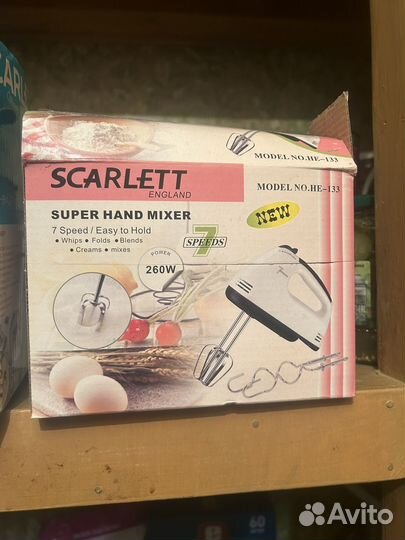 MODEL NO.HE-133
SCARLETT
ENGLAND
MODEL NO.HE-133
SUPER HAND MIXER
7 Speed / Easy to Hold
• Whips • Folds • Blends
• Creams • mixes
7
SPEEDS
NEW
POWER
260W
60
Avito